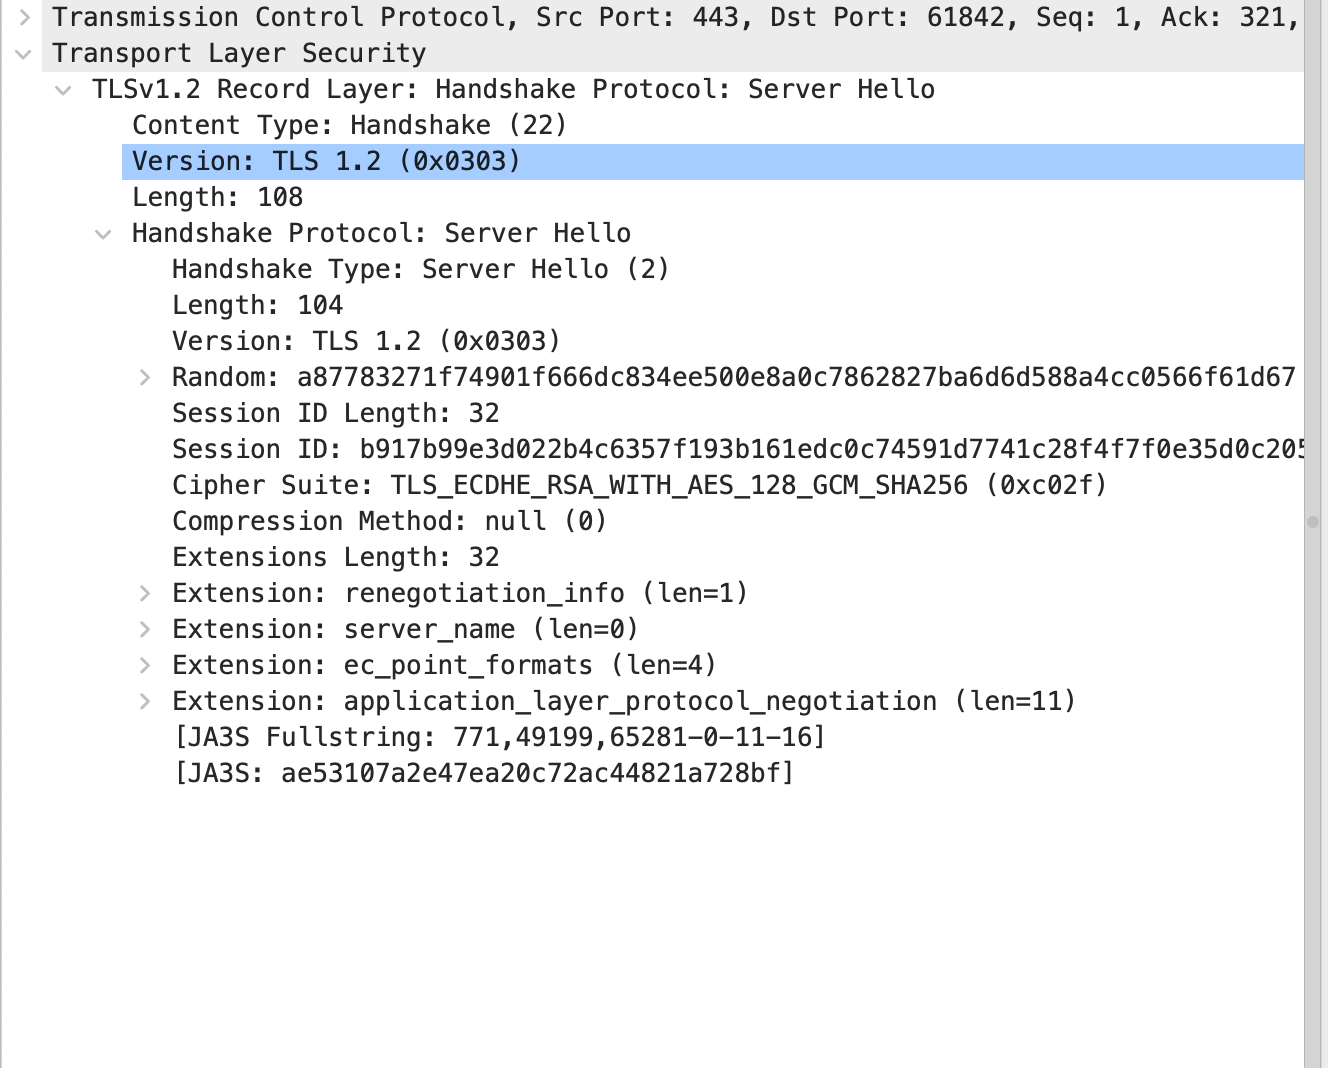 Transmission Control Protocol, Src Port: 443, Dst Port: 61842, Seq: 1, Ack: 321,
Transport Layer Security
TLSv1.2 Record Layer: Handshake Protocol: Server Hello
Content Type: Handshake (22)
Version: TLS 1.2 (0x0303)
Length: 108
Handshake Protocol: Server Hello
Handshake Type: Server Hello (2)
Length: 104
Version: TLS 1.2 (0x0303)
Random: a87783271f74901f666dc834ee500e8a0c7862827ba6d6d588a4cc0566f61d67
Session ID Length: 32
Session ID: b917b99e3d022b4c6357f193b161edc0c74591d7741c28f4f7f0e35d0c205
Cipher Suite: TLS_ECDHE_RSA_WITH_AES_128_GCM_SHA256 (0xc02f)
Compression Method: null (0)
Extensions Length: 32
Extension: renegotiation_info (len=1)
Extension: server_name (len=0)
Extension: ec_point_formats (len=4)
Extension: application_layer_protocol_negotiation (len=11)
[JA3S Fullstring: 771,49199,65281-0-11-16]
[JA3S: ae53107a2e47ea20c72ac44821a728bf]